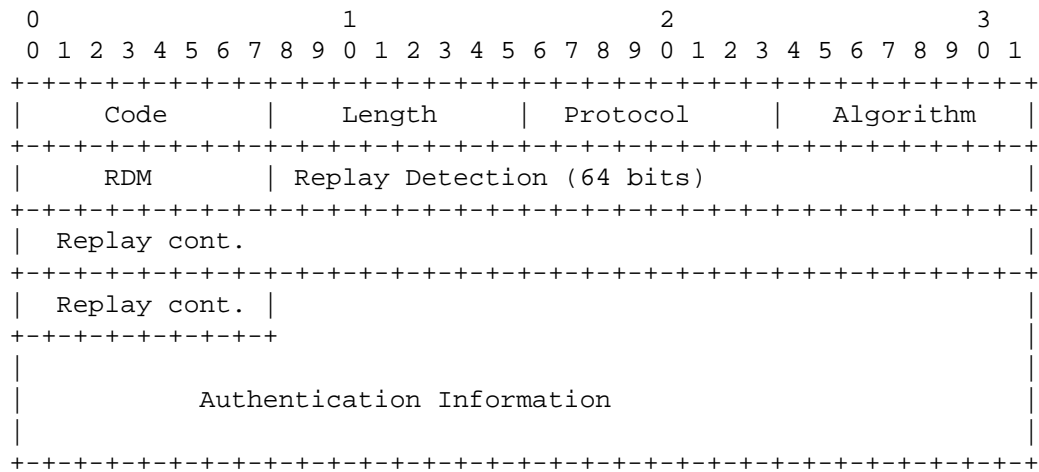 0                   1                   2                   3
 0 1 2 3 4 5 6 7 8 9 0 1 2 3 4 5 6 7 8 9 0 1 2 3 4 5 6 7 8 9 0 1
+-+-+-+-+-+-+-+-+-+-+-+-+-+-+-+-+-+-+-+-+-+-+-+-+-+-+-+-+-+-+-+-+
|     Code      |    Length     |  Protocol     |   Algorithm   |
+-+-+-+-+-+-+-+-+-+-+-+-+-+-+-+-+-+-+-+-+-+-+-+-+-+-+-+-+-+-+-+-+
|     RDM       | Replay Detection (64 bits)                    |
+-+-+-+-+-+-+-+-+-+-+-+-+-+-+-+-+-+-+-+-+-+-+-+-+-+-+-+-+-+-+-+-+
|  Replay cont.                                                 |
+-+-+-+-+-+-+-+-+-+-+-+-+-+-+-+-+-+-+-+-+-+-+-+-+-+-+-+-+-+-+-+-+
|  Replay cont. |                                               |
+-+-+-+-+-+-+-+-+                                               |
|                                                               |
|           Authentication Information                          |
|                                                               |
+-+-+-+-+-+-+-+-+-+-+-+-+-+-+-+-+-+-+-+-+-+-+-+-+-+-+-+-+-+-+-+-+